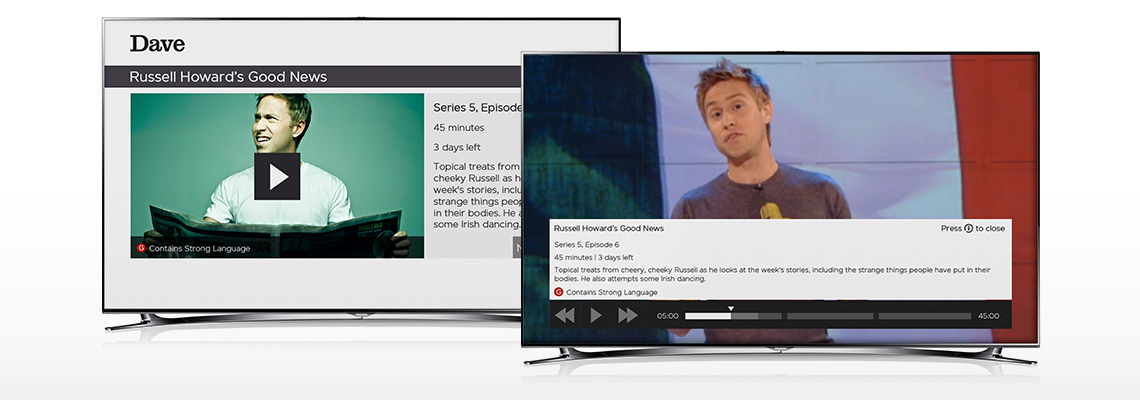 Dave
Russell Howard's Good News
Series 5, Episode
45 minutes
3 days left
Topical treats from
cheeky Russell as he
week's stories, inclu
strange things peop
in their bodies. He a
some Irish dancing.
G Contains Strong Language
N
Russell Howard's Good News
Press i to close
Series 5, Episode 6
45 minutes | 3 days left
Topical treats from cheery, cheeky Russell as he looks at the week's stories, including the strange things people have put in their
bodies. He also attempts some Irish dancing.
G Contains Strong Language
05:00
45:00